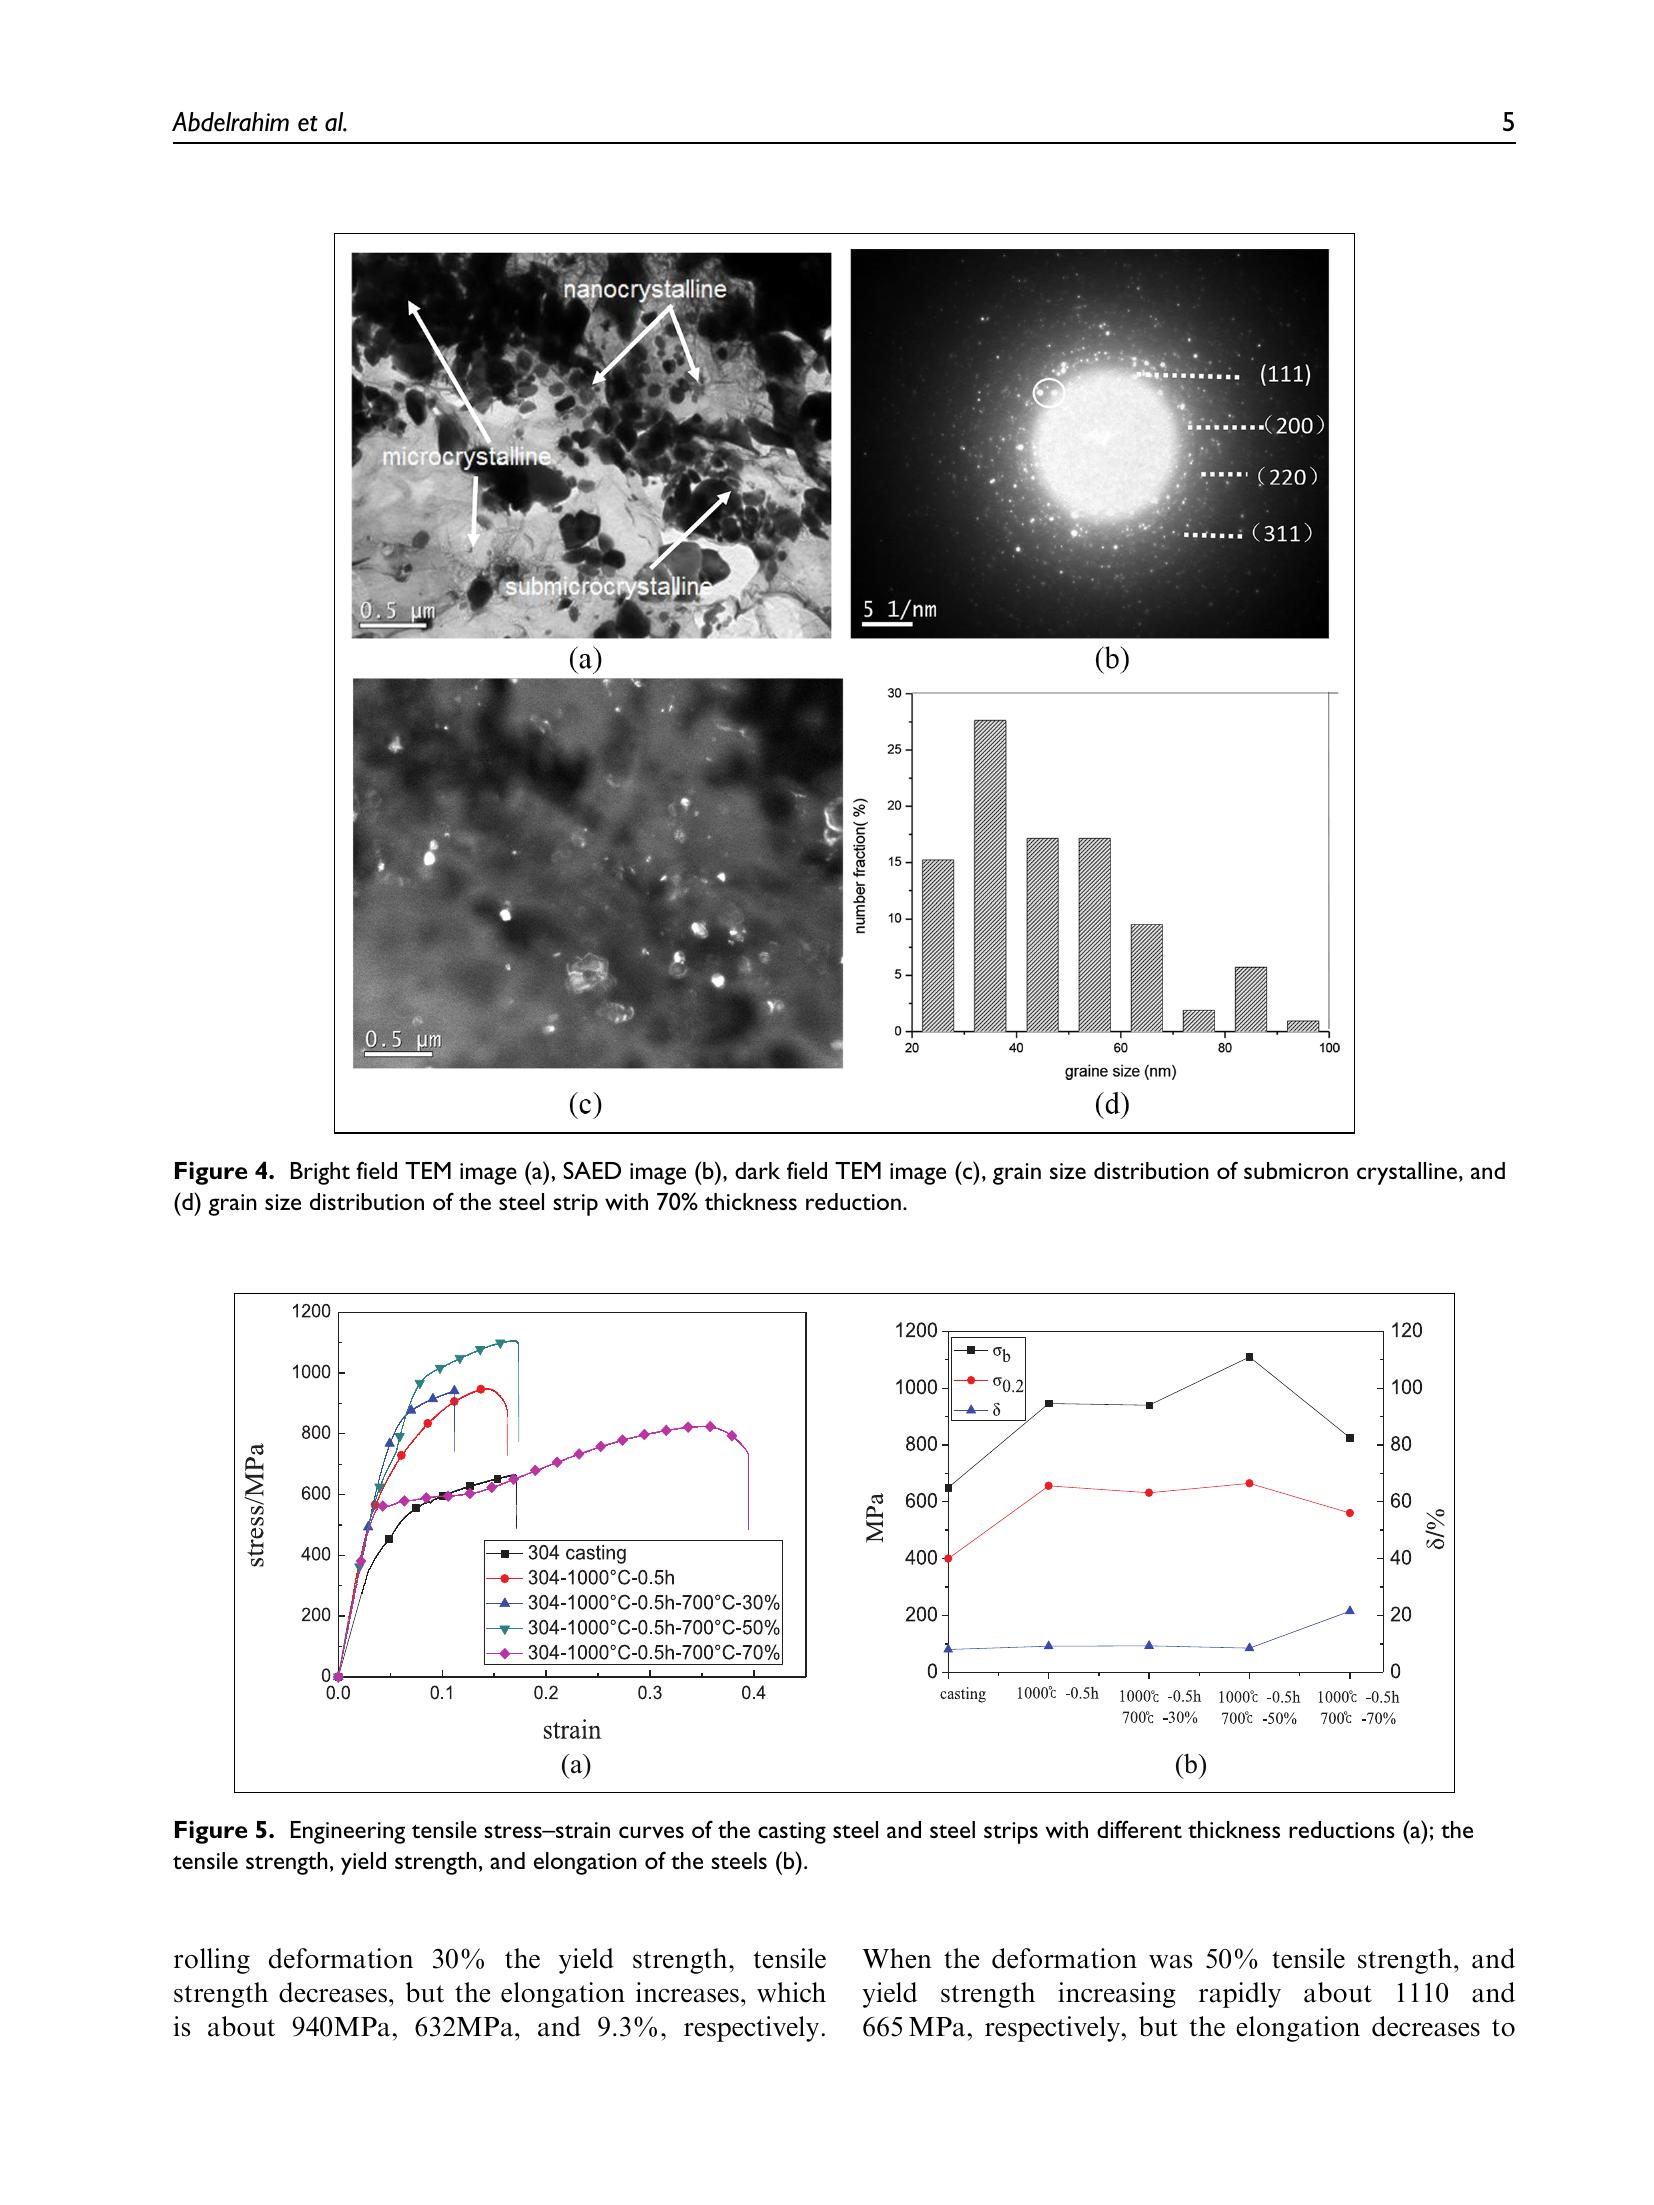 Abdelrahim et al.
5
nanocrystalline
microcrystalline
submicrocrystalline
0.5 μm
(a)
(111)
(200)
(220)
(311)
5 1/nm
(b)
0.5 μm
(c)
30
25
20
15
10
5
0
number fraction( %)
20 40 60 80 100
graine size (nm)
(d)
Figure 4. Bright field TEM image (a), SAED image (b), dark field TEM image (c), grain size distribution of submicron crystalline, and
(d) grain size distribution of the steel strip with 70% thickness reduction.
1200
1000
800
600
400
200
0
stress/MPa
304 casting
304-1000°C-0.5h
304-1000°C-0.5h-700°C-30%
304-1000°C-0.5h-700°C-50%
304-1000°C-0.5h-700°C-70%
0.0 0.1 0.2 0.3 0.4
strain
(a)
1200
1000
800
600
400
200
0
MPa
σb
σ0.2
δ
120
100
80
60
40
20
0
δ/%
casting 1000℃ -0.5h 1000℃ -0.5h 1000℃ -0.5h 1000℃ -0.5h
700℃ -30% 700℃ -50% 700℃ -70%
(b)
Figure 5. Engineering tensile stress–strain curves of the casting steel and steel strips with different thickness reductions (a); the
tensile strength, yield strength, and elongation of the steels (b).
rolling deformation 30% the yield strength, tensile
strength decreases, but the elongation increases, which
is about 940MPa, 632MPa, and 9.3%, respectively.
When the deformation was 50% tensile strength, and
yield strength increasing rapidly about 1110 and
665 MPa, respectively, but the elongation decreases to